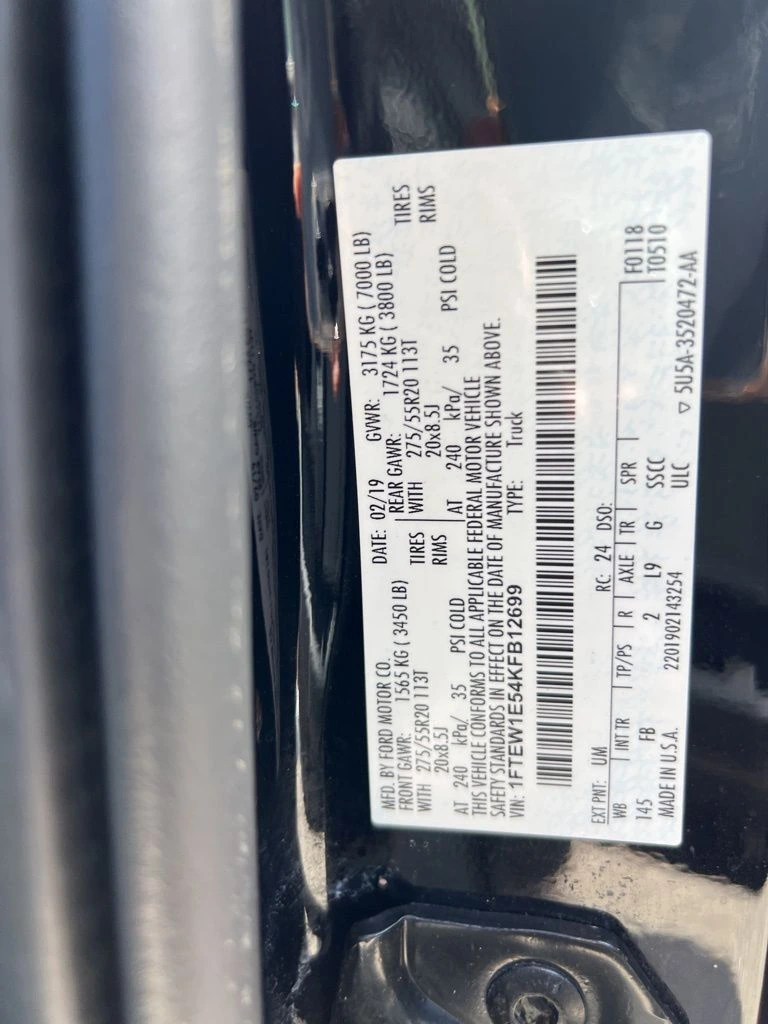 MFD. BY FORD MOTOR CO.
DATE: 02/19 GVWR: 3175 KG ( 7000 LB)
FRONT GAWR: 1565 KG ( 3450 LB) REAR GAWR: 1724 KG ( 3800 LB)
WITH 275/55R20 113T TIRES WITH 275/55R20 113T TIRES
20x8.5J RIMS 20x8.5J RIMS
AT 240 kPa/ 35 PSI COLD AT 240 kPa/ 35 PSI COLD
THIS VEHICLE CONFORMS TO ALL APPLICABLE FEDERAL MOTOR VEHICLE
SAFETY STANDARDS IN EFFECT ON THE DATE OF MANUFACTURE SHOWN ABOVE.
VIN: 1FTEW1E54KFB12699 TYPE: Truck
EXT PNT: UM RC: 24 DSO:
WB INT TR TP/PS R AXLE TR SPR F0118
145 FB 2 L9 G SSCC T0510
MADE IN U.S.A. 2201902143254 ULC ▽ 5U5A-3520472-AA